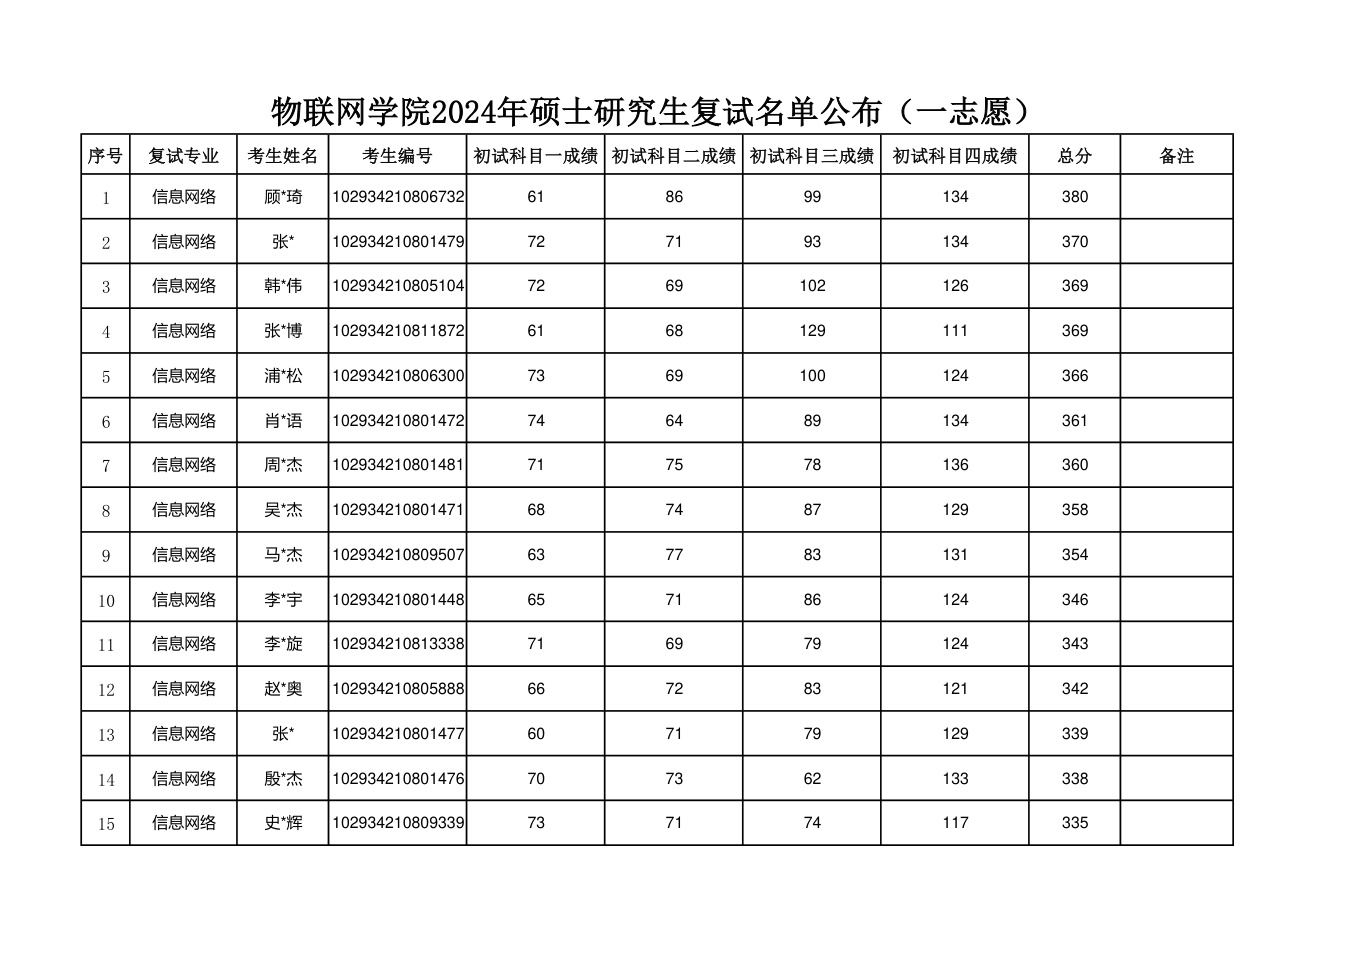 物联网学院2024年硕士研究生复试名单公布（一志愿）
序号 复试专业 考生姓名 考生编号 初试科目一成绩 初试科目二成绩 初试科目三成绩 初试科目四成绩 总分 备注
1 信息网络 顾*琦 102934210806732 61 86 99 134 380
2 信息网络 张* 102934210801479 72 71 93 134 370
3 信息网络 韩*伟 102934210805104 72 69 102 126 369
4 信息网络 张*博 102934210811872 61 68 129 111 369
5 信息网络 浦*松 102934210806300 73 69 100 124 366
6 信息网络 肖*语 102934210801472 74 64 89 134 361
7 信息网络 周*杰 102934210801481 71 75 78 136 360
8 信息网络 吴*杰 102934210801471 68 74 87 129 358
9 信息网络 马*杰 102934210809507 63 77 83 131 354
10 信息网络 李*宇 102934210801448 65 71 86 124 346
11 信息网络 李*旋 102934210813338 71 69 79 124 343
12 信息网络 赵*奥 102934210805888 66 72 83 121 342
13 信息网络 张* 102934210801477 60 71 79 129 339
14 信息网络 殷*杰 102934210801476 70 73 62 133 338
15 信息网络 史*辉 102934210809339 73 71 74 117 335